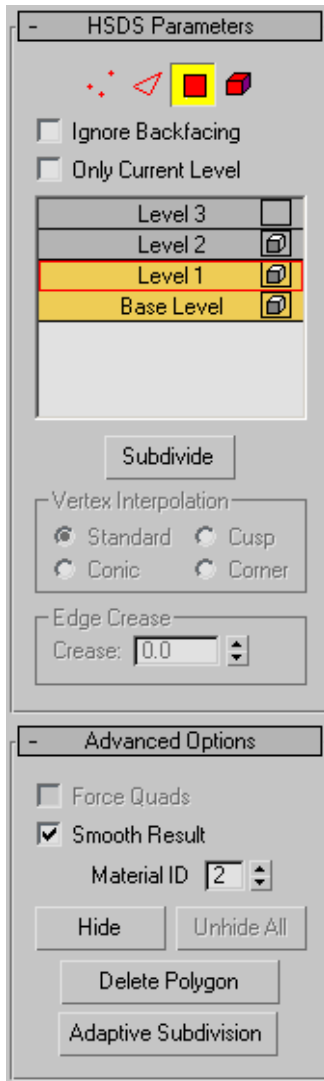 - HSDS Parameters
Ignore Backfacing
Only Current Level
Level 3
Level 2
Level 1
Base Level
Subdivide
Vertex Interpolation
Standard Cusp
Conic Corner
Edge Crease
Crease: 0.0
- Advanced Options
Force Quads
Smooth Result
Material ID 2
Hide Unhide All
Delete Polygon
Adaptive Subdivision